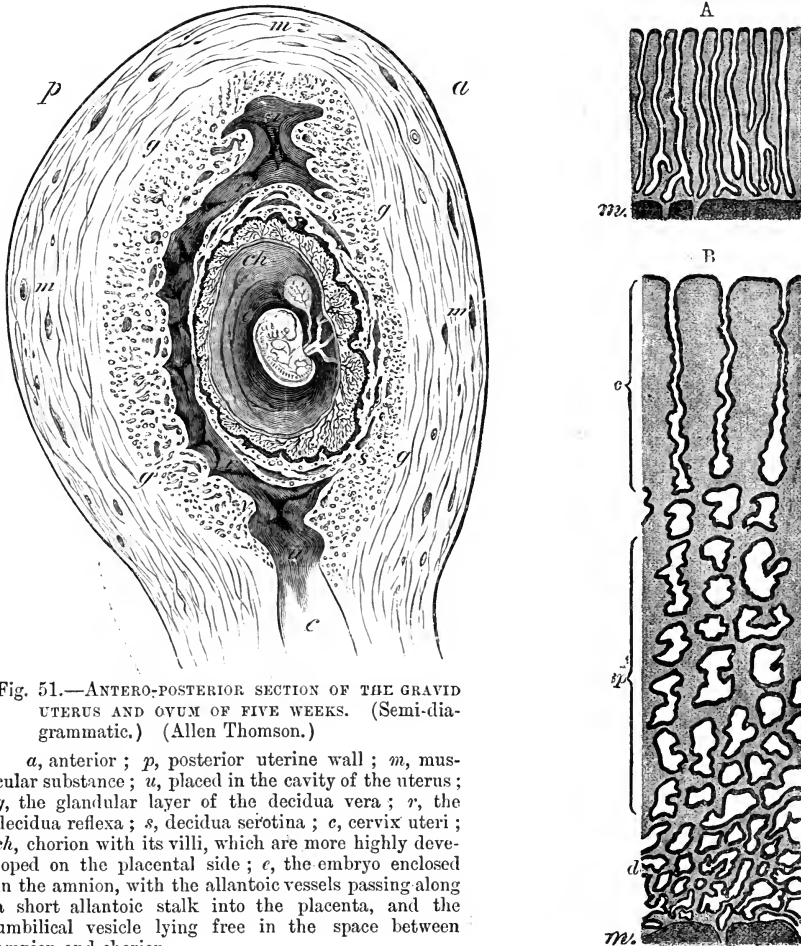 m
p
a
g
u
r
s
g
ch
m
m
s
g
g
r
u
c
Fig. 51.—ANTERO-POSTERIOR SECTION OF THE GRAVID
UTERUS AND OVUM OF FIVE WEEKS. (Semi-dia-
grammatic.) (Allen Thomson.)
a, anterior ; p, posterior uterine wall ; m, mus-
cular substance ; u, placed in the cavity of the uterus ;
g, the glandular layer of the decidua vera ; r, the
decidua reflexa ; s, decidua serotina ; c, cervix uteri ;
ch, chorion with its villi, which are more highly deve-
loped on the placental side ; e, the embryo enclosed
in the amnion, with the allantoic vessels passing along
a short allantoic stalk into the placenta, and the
umbilical vesicle lying free in the space between
amnion and chorion.
A
m.
B
c
sp
d
m.